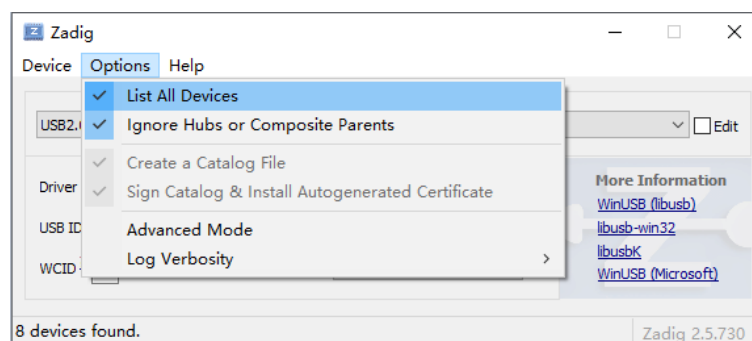 Zadig
Device Options Help
List All Devices
USB2. Ignore Hubs or Composite Parents Edit
Create a Catalog File
Driver Sign Catalog & Install Autogenerated Certificate
More Information
WinUSB (libusb)
USB ID Advanced Mode
libusb-win32
WCID Log Verbosity
libusbK
WinUSB (Microsoft)
8 devices found.
Zadig 2.5.730